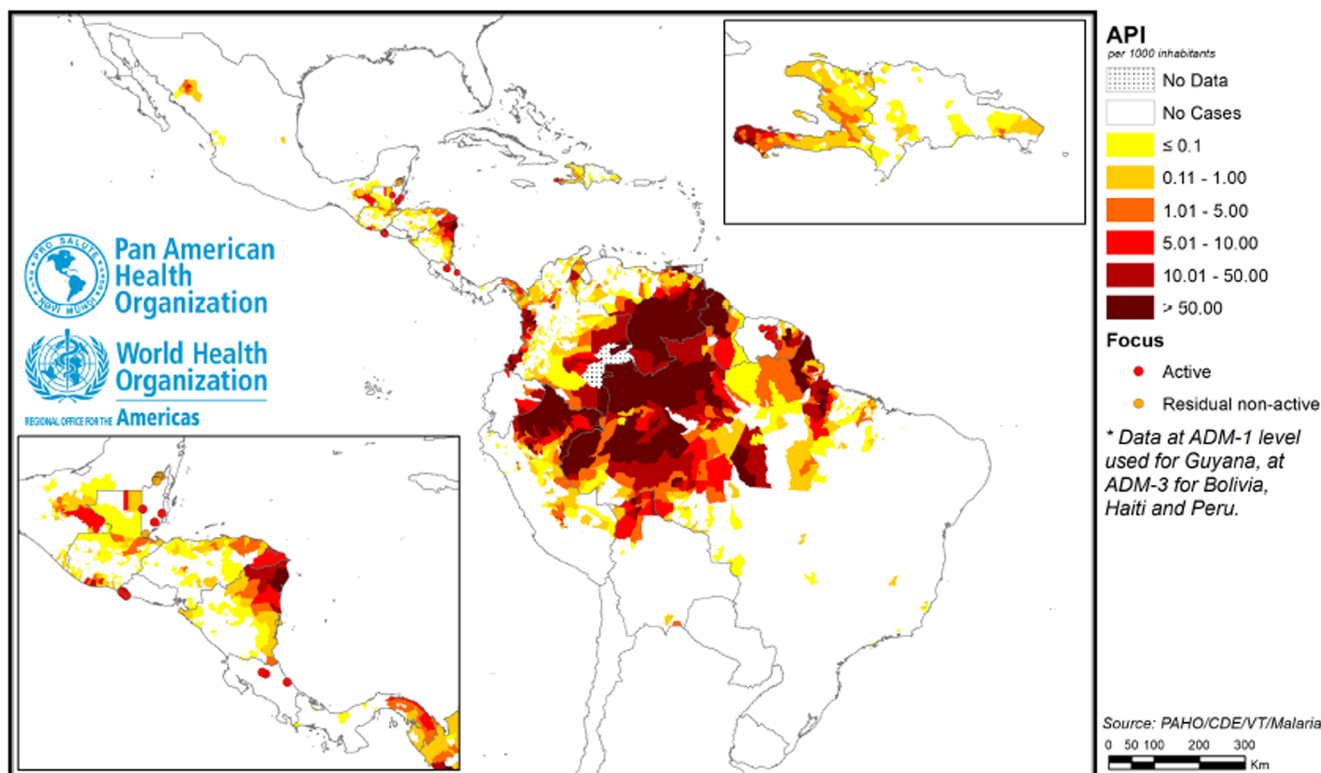 PRO SALUTE
NOVI MUNDI
Pan American
Health
Organization
World Health
Organization
REGIONAL OFFICE FOR THE Americas
API
per 1000 inhabitants
No Data
No Cases
≤ 0.1
0.11 - 1.00
1.01 - 5.00
5.01 - 10.00
10.01 - 50.00
> 50.00
Focus
Active
Residual non-active
* Data at ADM-1 level
used for Guyana, at
ADM-3 for Bolivia,
Haiti and Peru.
Source: PAHO/CDE/VT/Malaria
0 50 100 200 300
Km